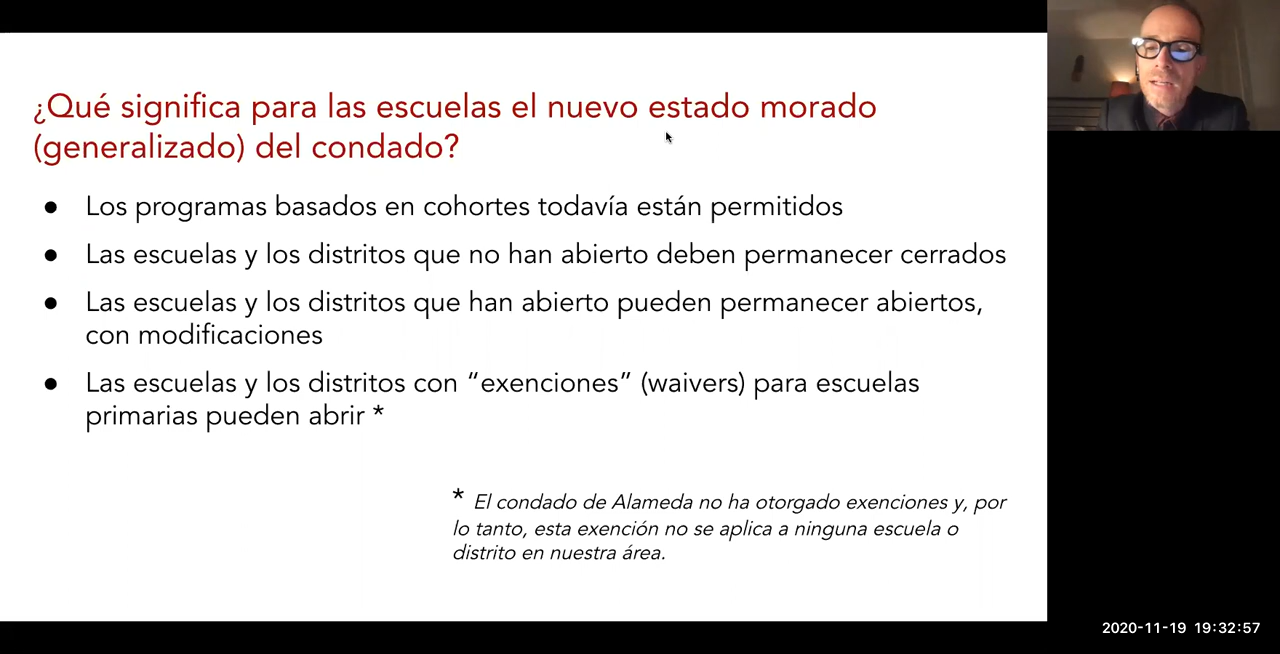 ¿Qué significa para las escuelas el nuevo estado morado
(generalizado) del condado?
● Los programas basados en cohortes todavía están permitidos
● Las escuelas y los distritos que no han abierto deben permanecer cerrados
● Las escuelas y los distritos que han abierto pueden permanecer abiertos,
con modificaciones
● Las escuelas y los distritos con “exenciones” (waivers) para escuelas
primarias pueden abrir *
* El condado de Alameda no ha otorgado exenciones y, por
lo tanto, esta exención no se aplica a ninguna escuela o
distrito en nuestra área.
2020-11-19 19:32:57